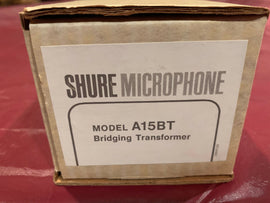 SHURE MICROPHONE
MODEL A15BT
Bridging Transformer